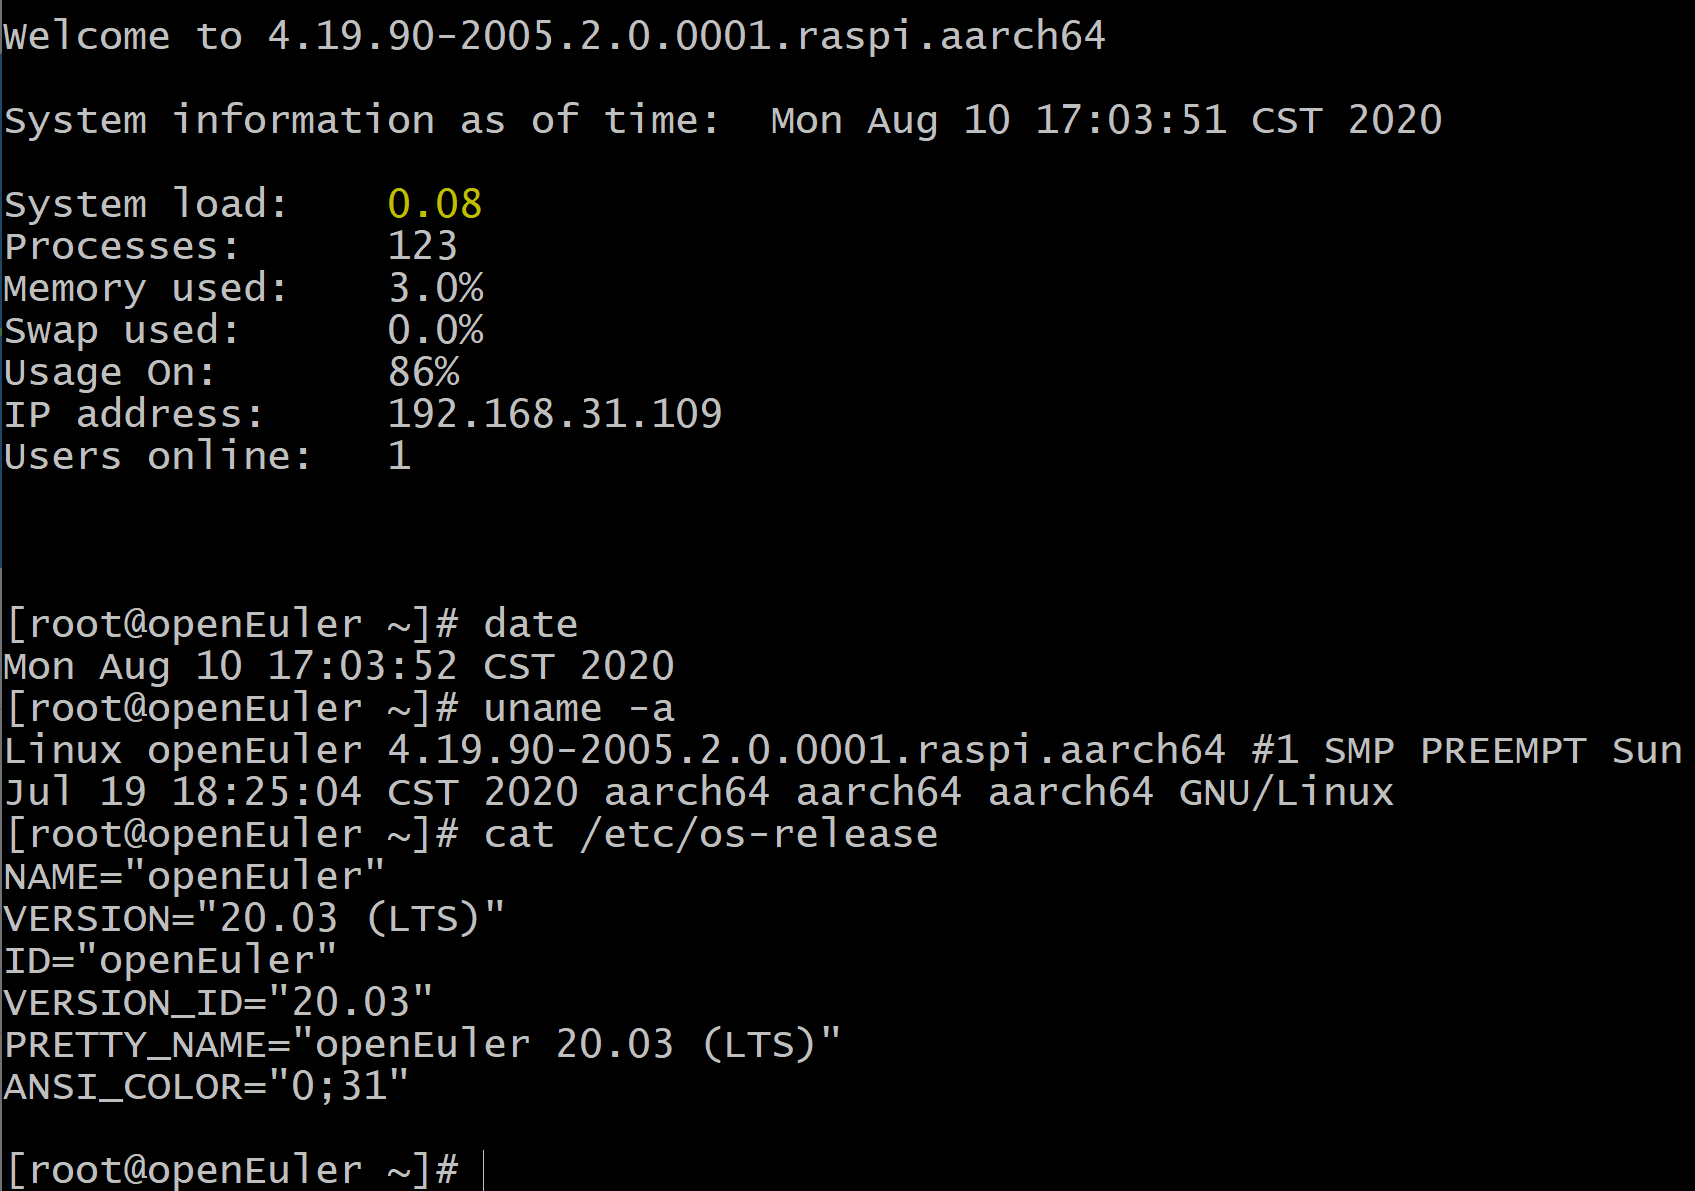 Welcome to 4.19.90-2005.2.0.0001.raspi.aarch64
System information as of time:  Mon Aug 10 17:03:51 CST 2020
System load:    0.08
Processes:      123
Memory used:    3.0%
Swap used:      0.0%
Usage On:       86%
IP address:     192.168.31.109
Users online:   1
[root@openEuler ~]# date
Mon Aug 10 17:03:52 CST 2020
[root@openEuler ~]# uname -a
Linux openEuler 4.19.90-2005.2.0.0001.raspi.aarch64 #1 SMP PREEMPT Sun
Jul 19 18:25:04 CST 2020 aarch64 aarch64 aarch64 GNU/Linux
[root@openEuler ~]# cat /etc/os-release
NAME="openEuler"
VERSION="20.03 (LTS)"
ID="openEuler"
VERSION_ID="20.03"
PRETTY_NAME="openEuler 20.03 (LTS)"
ANSI_COLOR="0;31"
[root@openEuler ~]#